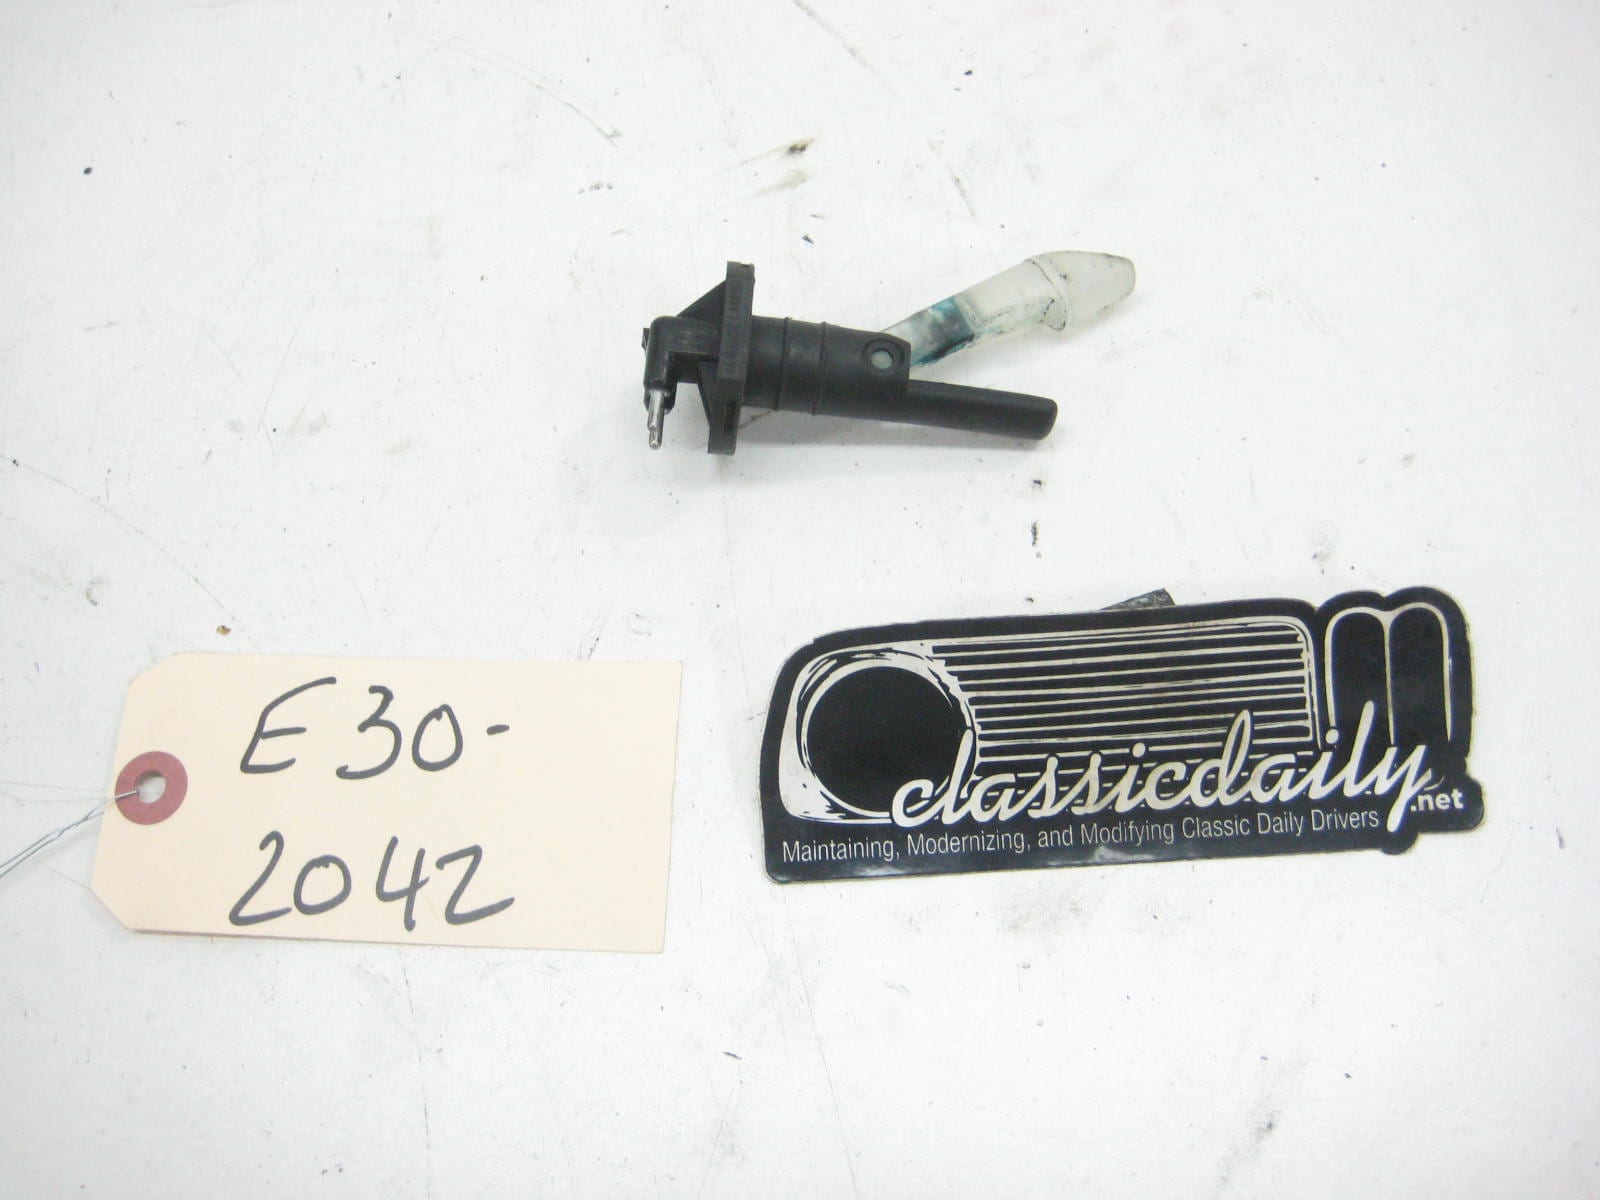 E30-
2042
classicdaily.net
Maintaining, Modernizing, and Modifying Classic Daily Drivers